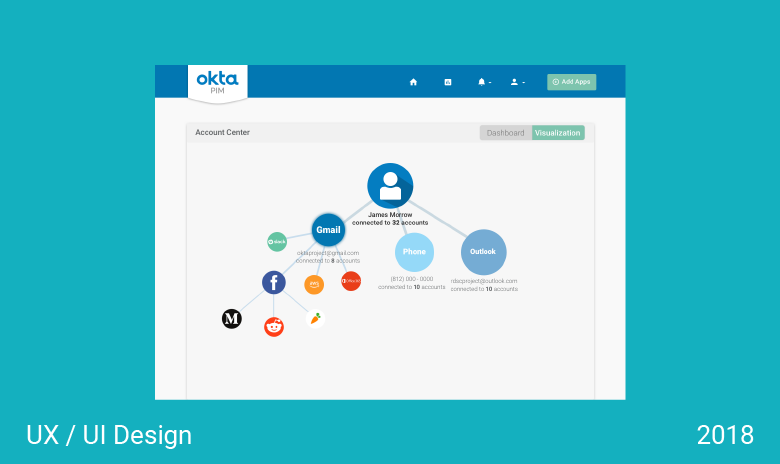 okta
PIM
Add Apps
Account Center
Dashboard
Visualization
James Morrow
connected to 32 accounts
Gmail
slack
oktaproject@gmail.com
connected to 8 accounts
Phone
Outlook
(812) 000 - 0000
connected to 10 accounts
rdscproject@outlook.com
connected to 10 accounts
f
aws
M
UX / UI Design
2018